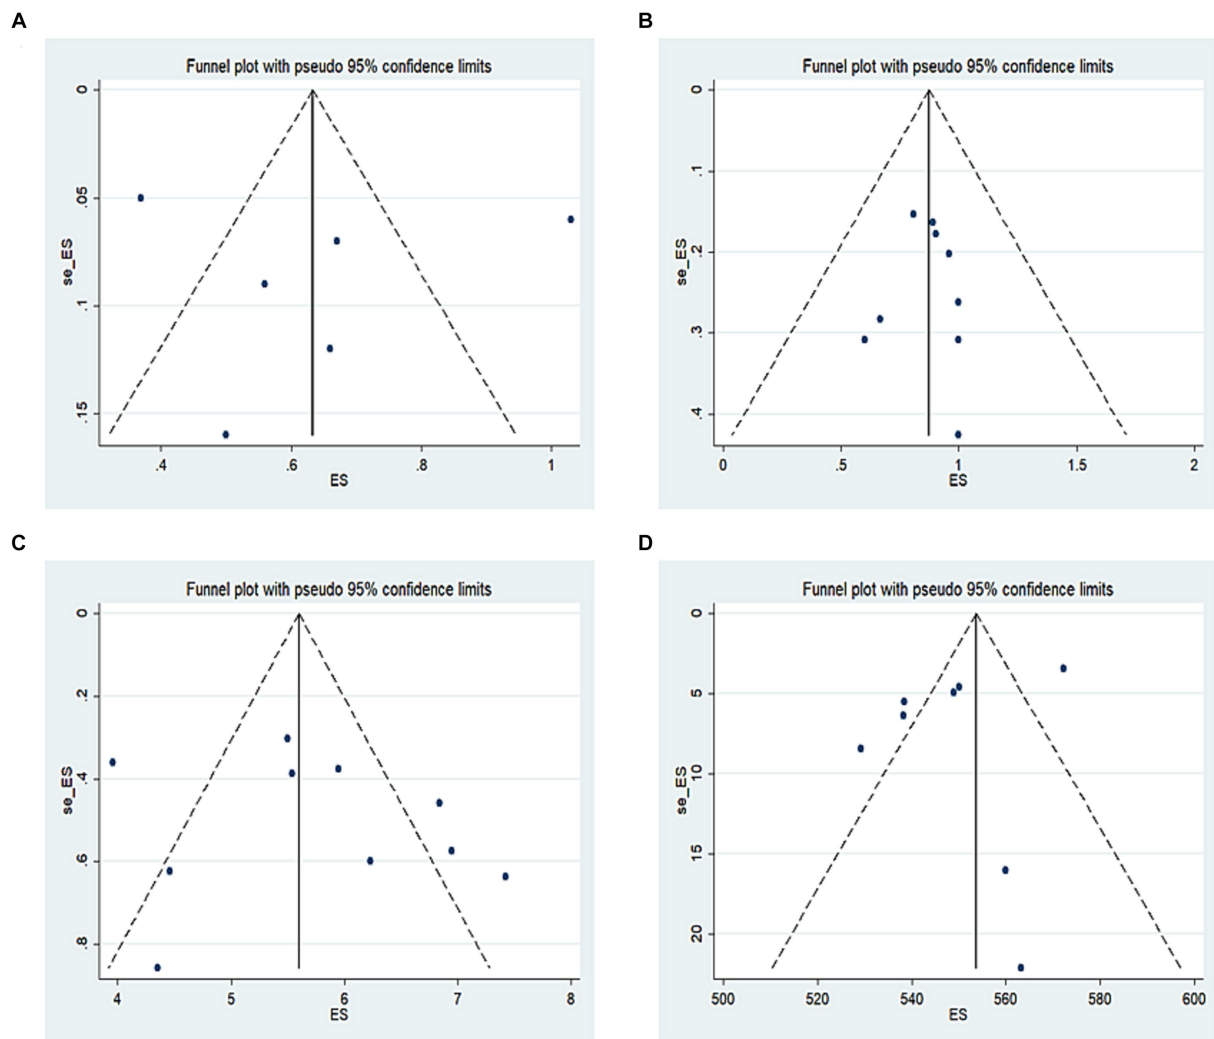 A
Funnel plot with pseudo 95% confidence limits
0
.05
.1
.15
se_ES
.4
.6
.8
1
ES
B
Funnel plot with pseudo 95% confidence limits
0
.1
.2
.3
.4
se_ES
0
.5
1
1.5
2
ES
C
Funnel plot with pseudo 95% confidence limits
0
.2
.4
.6
.8
se_ES
4
5
6
7
8
ES
D
Funnel plot with pseudo 95% confidence limits
0
5
10
15
20
se_ES
500
520
540
560
580
600
ES